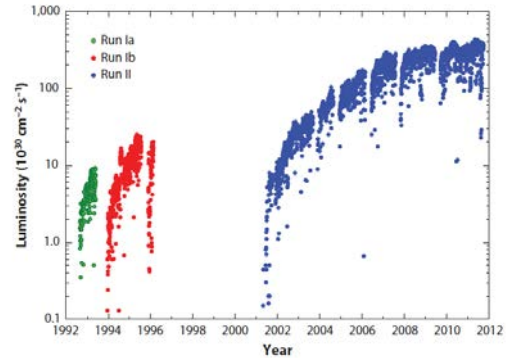 1,000
100
10
1.0
0.1
Luminosity (10³⁰ cm⁻² s⁻¹)
Run Ia
Run Ib
Run II
1992 1994 1996 1998 2000 2002 2004 2006 2008 2010 2012
Year